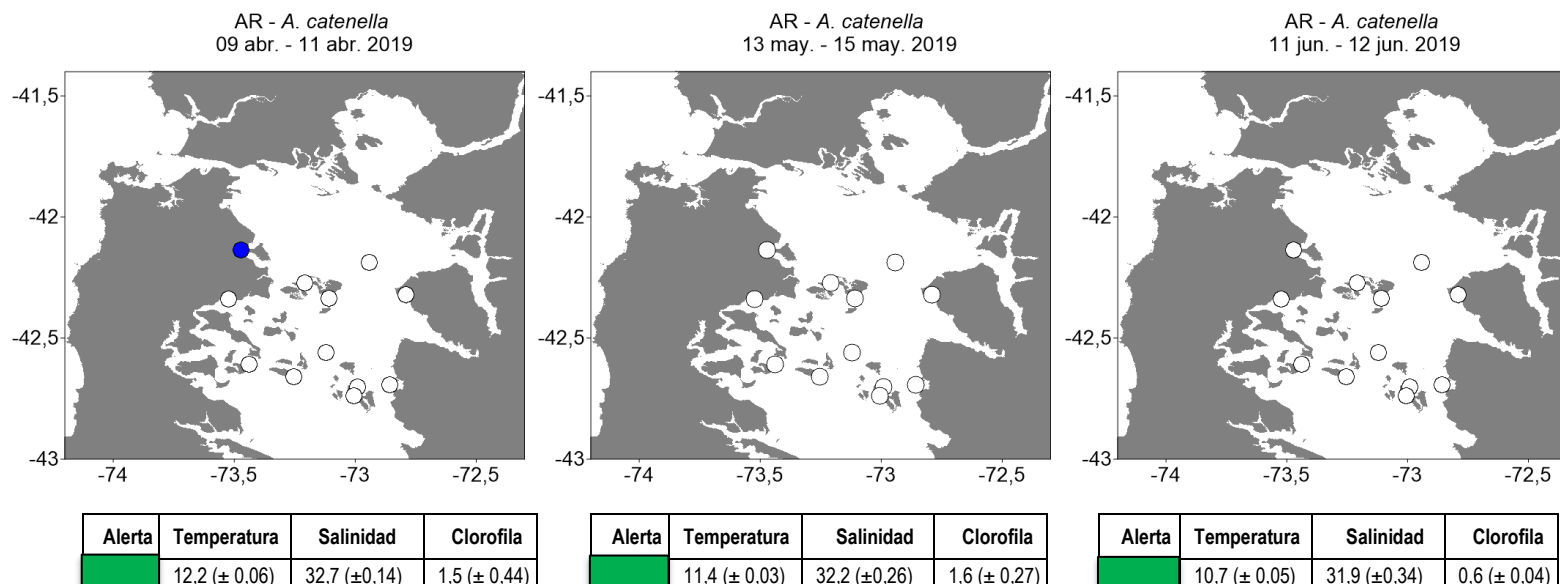 AR - A. catenella
09 abr. - 11 abr. 2019
-41,5
-42
-42,5
-43
-74
-73,5
-73
-72,5
AR - A. catenella
13 may. - 15 may. 2019
-41,5
-42
-42,5
-43
-74
-73,5
-73
-72,5
AR - A. catenella
11 jun. - 12 jun. 2019
-41,5
-42
-42,5
-43
-74
-73,5
-73
-72,5
Alerta Temperatura Salinidad Clorofila
12,2 (± 0,06) 32,7 (±0,14) 1,5 (± 0,44)
Alerta Temperatura Salinidad Clorofila
11,4 (± 0,03) 32,2 (±0,26) 1,6 (± 0,27)
Alerta Temperatura Salinidad Clorofila
10,7 (± 0,05) 31,9 (±0,34) 0,6 (± 0,04)